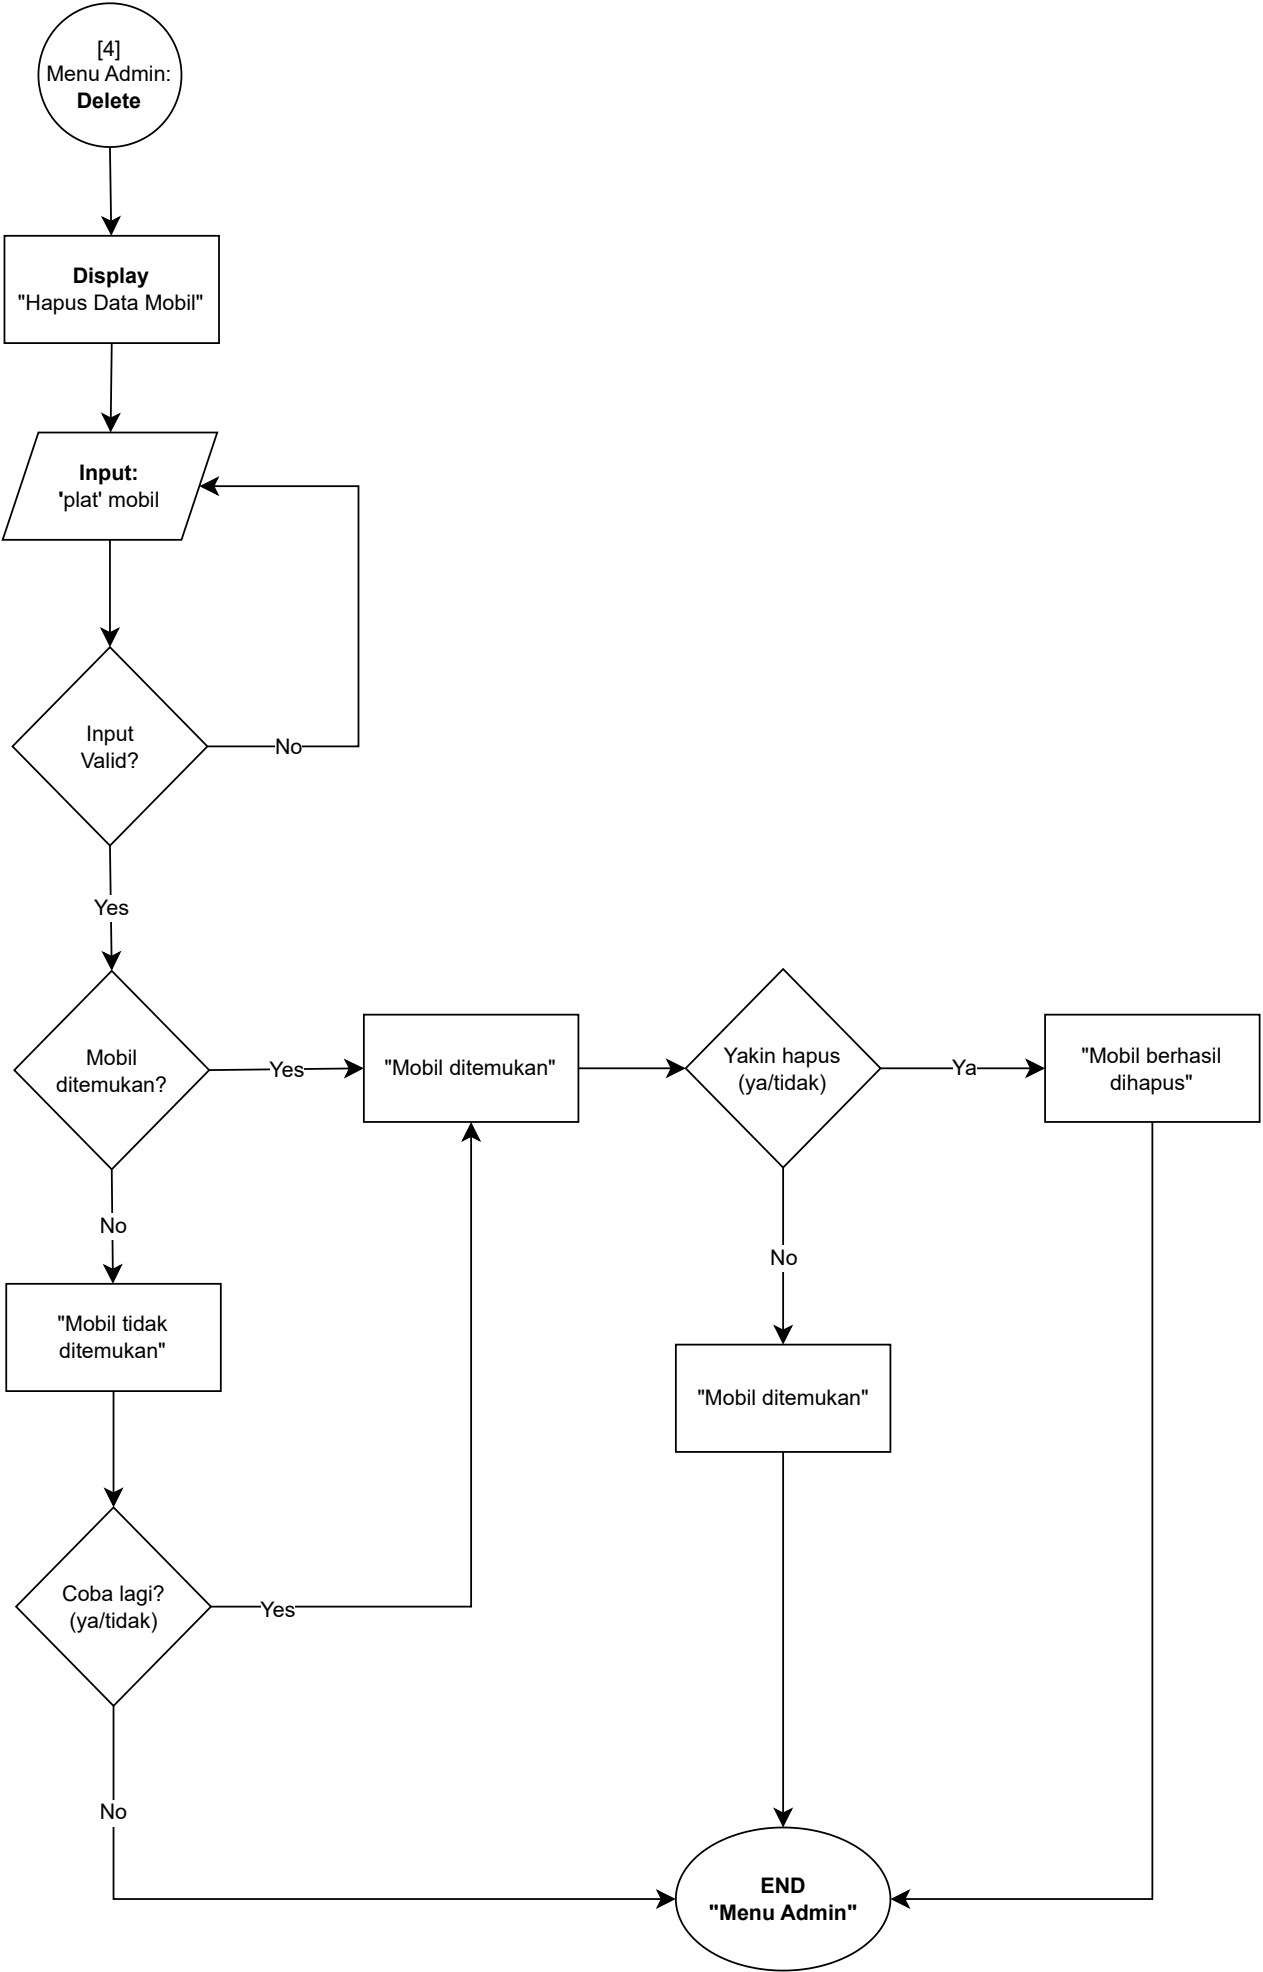 [4]
Menu Admin:
Delete
Display
"Hapus Data Mobil"
Input:
'plat' mobil
Input
Valid?
No
Yes
Mobil
ditemukan?
Yes
"Mobil ditemukan"
Yakin hapus
(ya/tidak)
Ya
"Mobil berhasil
dihapus"
No
No
"Mobil tidak
ditemukan"
"Mobil ditemukan"
Coba lagi?
(ya/tidak)
Yes
No
END
"Menu Admin"